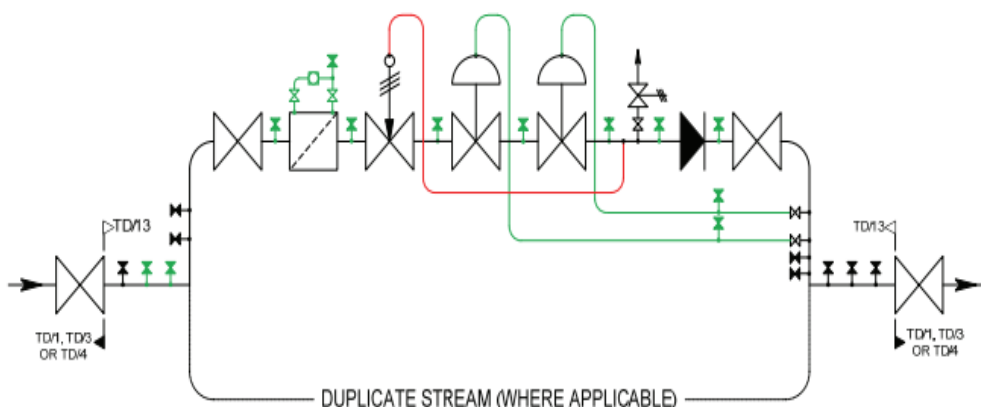 TD/13
TD/13
TD/1, TD/3
OR TD/4
TD/1, TD/3
OR TD/4
DUPLICATE STREAM (WHERE APPLICABLE)